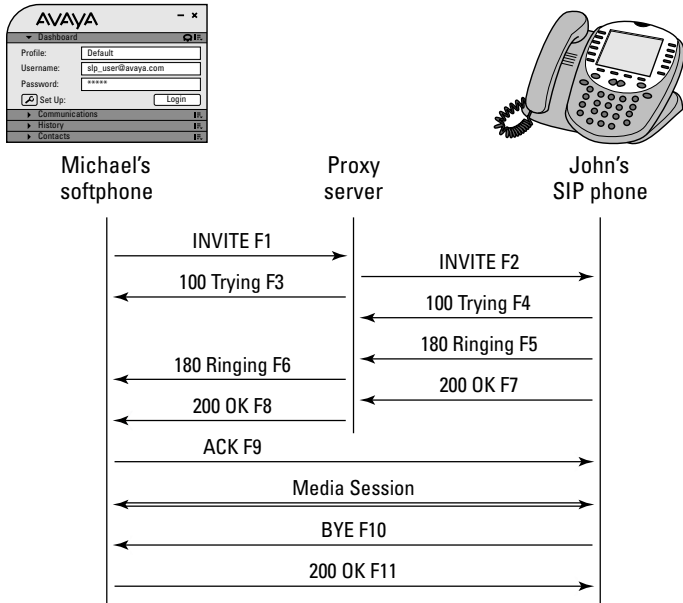 AVAYA
Dashboard
Profile: Default
Username: slp_user@avaya.com
Password: *****
Set Up: Login
Communications
History
Contacts
Michael's softphone
Proxy server
John's SIP phone
INVITE F1
INVITE F2
100 Trying F3
100 Trying F4
180 Ringing F5
180 Ringing F6
200 OK F7
200 OK F8
ACK F9
Media Session
BYE F10
200 OK F11